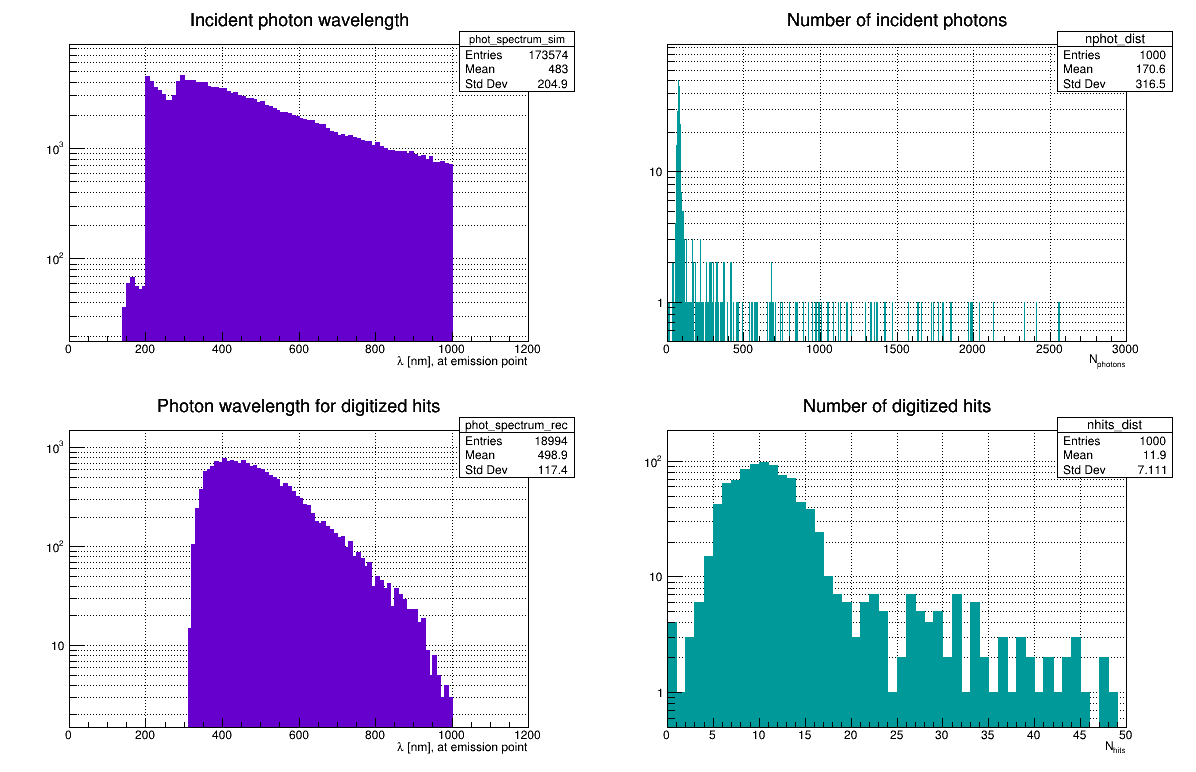 Incident photon wavelength
phot_spectrum_sim
Entries 173574
Mean 483
Std Dev 204.9
10³
10²
0 200 400 600 800 1000 1200
λ [nm], at emission point
Number of incident photons
nphot_dist
Entries 1000
Mean 170.6
Std Dev 316.5
10
1
0 500 1000 1500 2000 2500 3000
N_photons
Photon wavelength for digitized hits
phot_spectrum_rec
Entries 18994
Mean 498.9
Std Dev 117.4
10³
10²
10
0 200 400 600 800 1000 1200
λ [nm], at emission point
Number of digitized hits
nhits_dist
Entries 1000
Mean 11.9
Std Dev 7.111
10²
10
1
0 5 10 15 20 25 30 35 40 45 50
N_hits